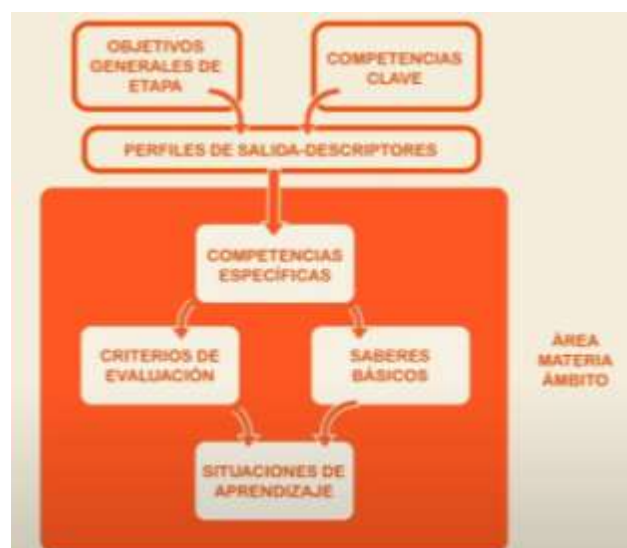 OBJETIVOS
GENERALES DE
ETAPA
COMPETENCIAS
CLAVE
PERFILES DE SALIDA-DESCRIPTORES
COMPETENCIAS
ESPECÍFICAS
CRITERIOS DE
EVALUACIÓN
SABERES
BÁSICOS
ÁREA
MATERIA
ÁMBITO
SITUACIONES DE
APRENDIZAJE